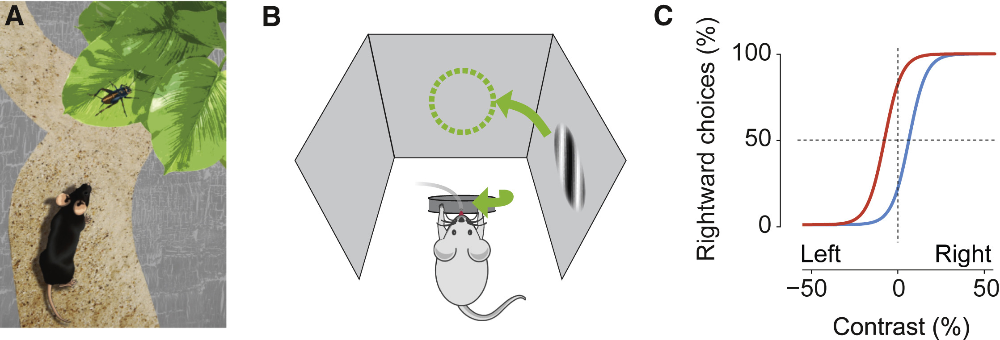 A
B
C
Rightward choices (%)
100
50
0
Left
Right
−50
0
50
Contrast (%)